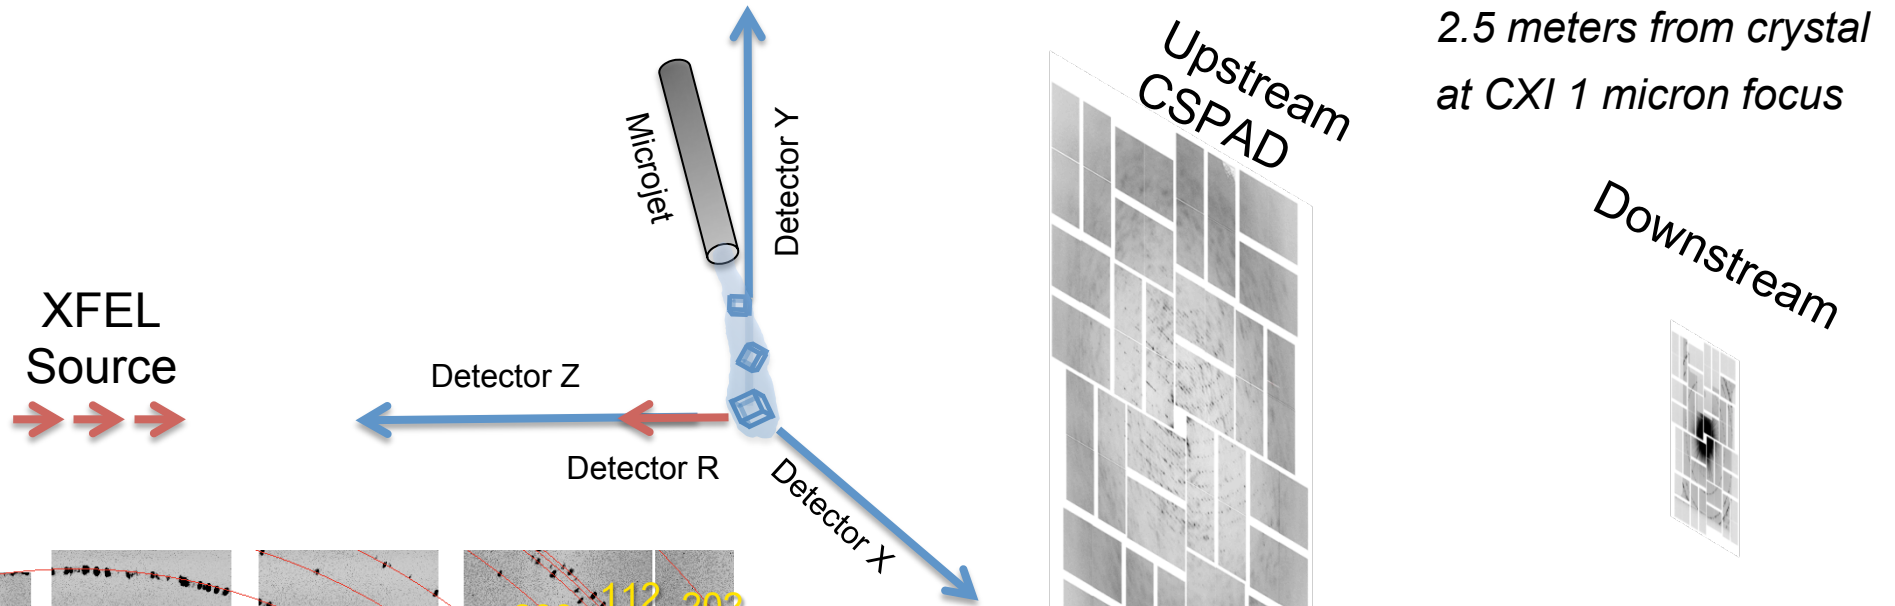 2.5 meters from crystal
at CXI 1 micron focus
Upstream
CSPAD
Downstream
Microjet
Detector Y
XFEL
Source
Detector Z
Detector R
Detector X
112
202